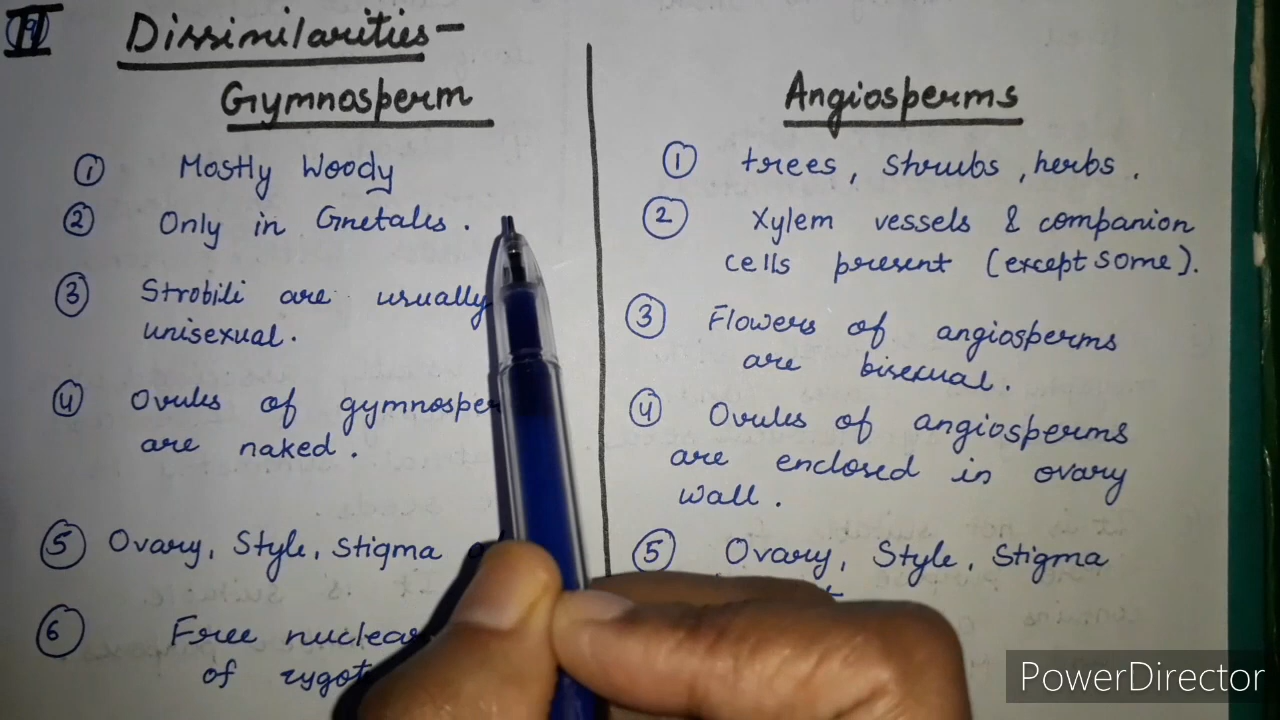 II Dissimilarities-
Gymnosperm
① Mostly Woody
② Only in Gnetales.
③ Strobili are usually
unisexual.
④ Ovules of
are naked.
⑤ Ovary, Style, Stigma
⑥ Free nuclear
of
Angiosperms
① trees, shrubs, herbs.
② Xylem vessels & companion
cells present (except some).
③ Flowers of angiosperms
are bisexual.
④ Ovules of angiosperms
are enclosed in ovary
wall.
⑤ Ovary, Style, Stigma
PowerDirector